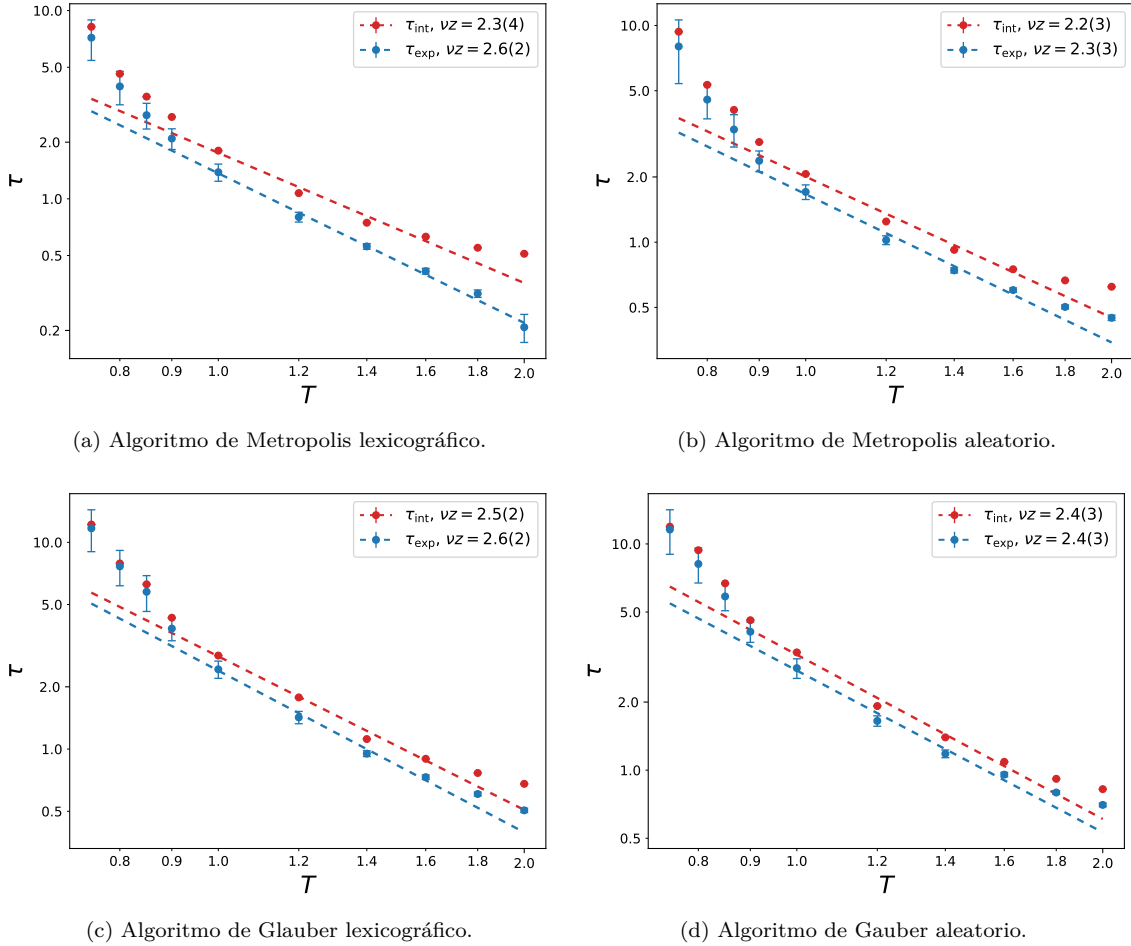 10.0
5.0
2.0
1.0
0.5
0.2
τ
0.8 0.9 1.0 1.2 1.4 1.6 1.8 2.0
T
τint, νz = 2.3(4)
τexp, νz = 2.6(2)
(a) Algoritmo de Metropolis lexicográfico.
10.0
5.0
2.0
1.0
0.5
τ
0.8 0.9 1.0 1.2 1.4 1.6 1.8 2.0
T
τint, νz = 2.2(3)
τexp, νz = 2.3(3)
(b) Algoritmo de Metropolis aleatorio.
10.0
5.0
2.0
1.0
0.5
τ
0.8 0.9 1.0 1.2 1.4 1.6 1.8 2.0
T
τint, νz = 2.5(2)
τexp, νz = 2.6(2)
(c) Algoritmo de Glauber lexicográfico.
10.0
5.0
2.0
1.0
0.5
τ
0.8 0.9 1.0 1.2 1.4 1.6 1.8 2.0
T
τint, νz = 2.4(3)
τexp, νz = 2.4(3)
(d) Algoritmo de Gauber aleatorio.